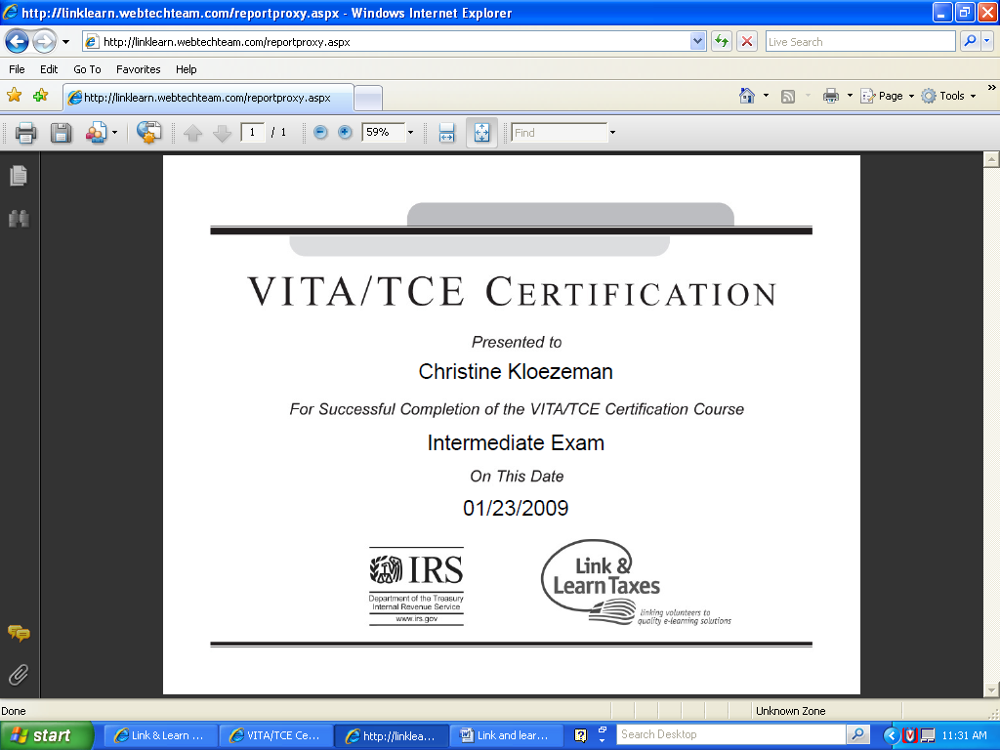 http://linklearn.webtechteam.com/reportproxy.aspx - Windows Internet Explorer
http://linklearn.webtechteam.com/reportproxy.aspx
Live Search
File Edit Go To Favorites Help
http://linklearn.webtechteam.com/reportproxy.aspx
Page Tools
1 / 1
59%
Find
VITA/TCE CERTIFICATION
Presented to
Christine Kloezeman
For Successful Completion of the VITA/TCE Certification Course
Intermediate Exam
On This Date
01/23/2009
IRS
Department of the Treasury
Internal Revenue Service
www.irs.gov
Link &
Learn Taxes
linking volunteers to
quality e-learning solutions
Done
Unknown Zone
start
Link & Learn ...
VITA/TCE Ce...
http://linklea...
Link and lear...
Search Desktop
11:31 AM